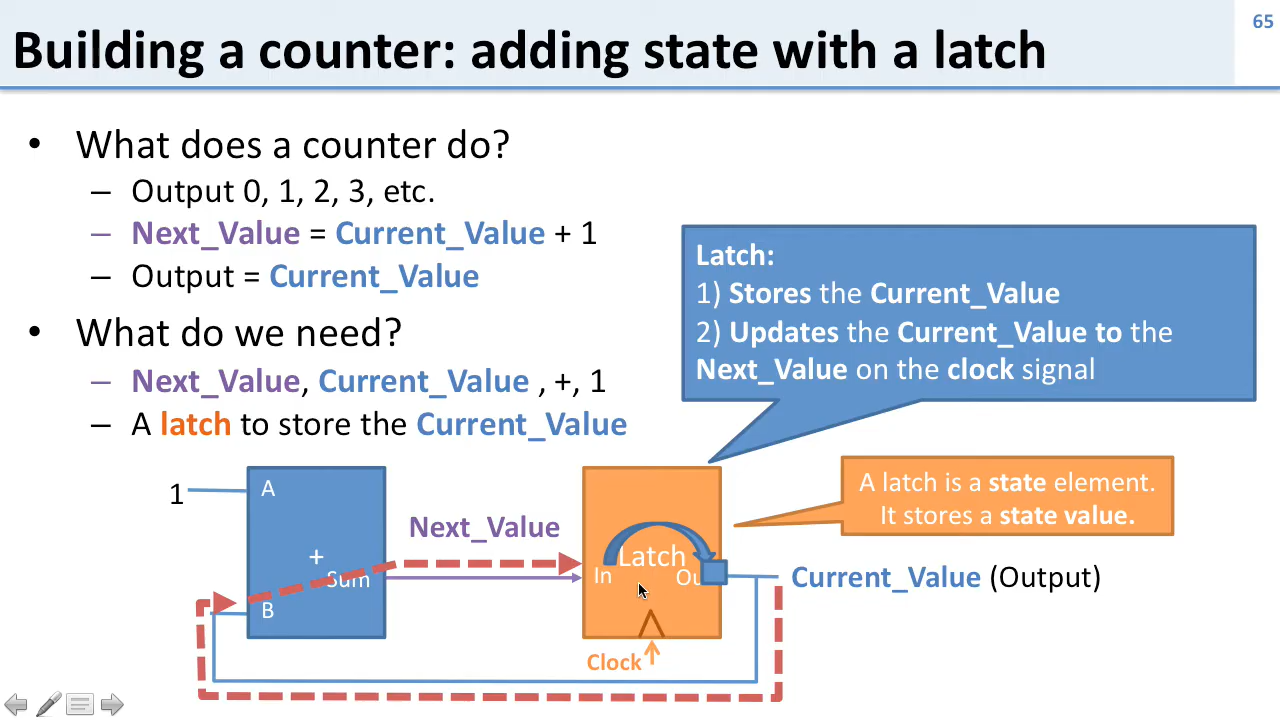 65
Building a counter: adding state with a latch
• What does a counter do?
– Output 0, 1, 2, 3, etc.
– Next_Value = Current_Value + 1
– Output = Current_Value
• What do we need?
– Next_Value, Current_Value , +, 1
– A latch to store the Current_Value
Latch:
1) Stores the Current_Value
2) Updates the Current_Value to the
Next_Value on the clock signal
A latch is a state element.
It stores a state value.
1
A
+
Sum
B
Next_Value
Latch
In
Ou
Clock
Current_Value (Output)